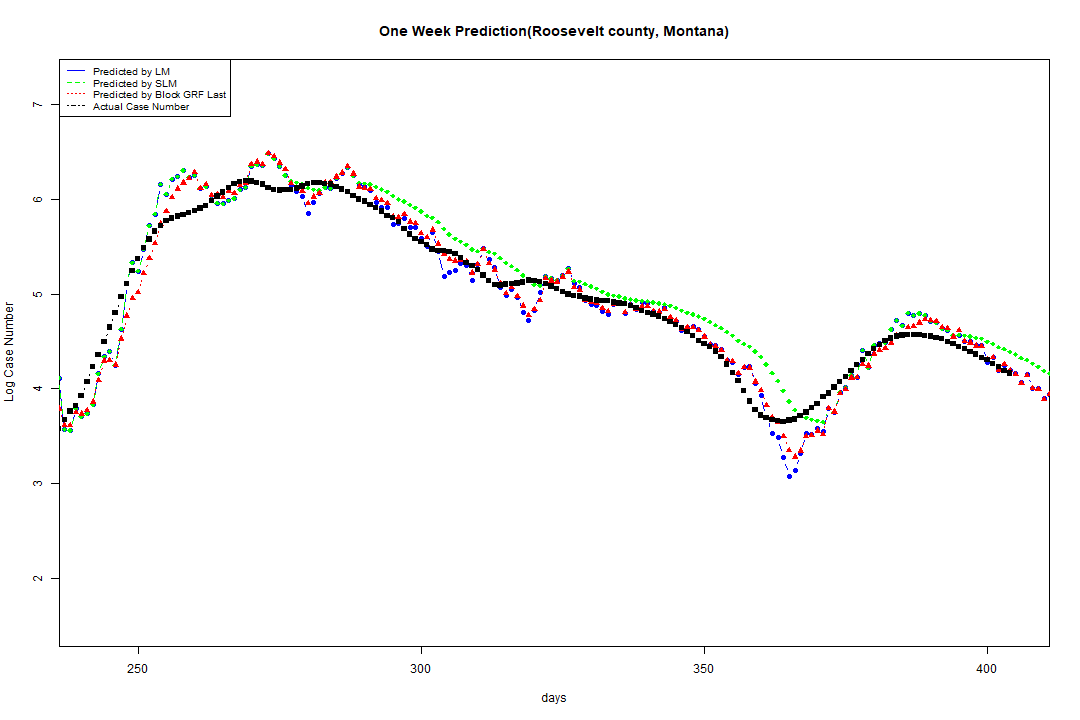 One Week Prediction(Roosevelt county, Montana)
Predicted by LM
Predicted by SLM
Predicted by Block GRF Last
Actual Case Number
7
6
5
4
3
2
Log Case Number
250 300 350 400
days